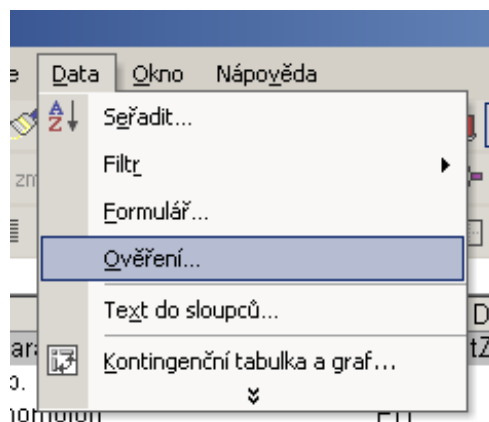 Data Okno Nápověda
Seřadit...
Filtr
Formulář...
Ověření...
Text do sloupců...
Kontingenční tabulka a graf...